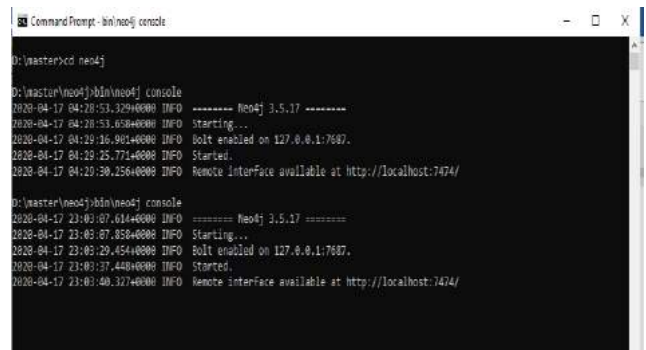 Command Prompt - bin\neo4j console
D:\master>cd neo4j
D:\master\neo4j>bin\neo4j console
2020-04-17 04:28:53.329+0000 INFO ======== Neo4j 3.5.17 ========
2020-04-17 04:28:53.658+0000 INFO Starting...
2020-04-17 04:29:16.901+0000 INFO Bolt enabled on 127.0.0.1:7687.
2020-04-17 04:29:25.771+0000 INFO Started.
2020-04-17 04:29:30.256+0000 INFO Remote interface available at http://localhost:7474/
D:\master\neo4j>bin\neo4j console
2020-04-17 23:03:07.614+0000 INFO ======== Neo4j 3.5.17 ========
2020-04-17 23:03:07.858+0000 INFO Starting...
2020-04-17 23:03:29.454+0000 INFO Bolt enabled on 127.0.0.1:7687.
2020-04-17 23:03:37.448+0000 INFO Started.
2020-04-17 23:03:40.327+0000 INFO Remote interface available at http://localhost:7474/